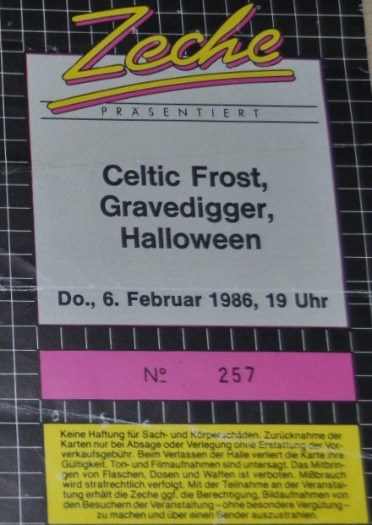 Zeche
PRÄSENTIERT
Celtic Frost,
Gravedigger,
Halloween
Do., 6. Februar 1986, 19 Uhr
Nº 257
Keine Haftung für Sach- und Körperschäden. Zurücknahme der
Karten nur bei Absage oder Verlegung ohne Erstattung der Vor-
verkaufsgebühr. Beim Verlassen der Halle verliert die Karte ihre
Gültigkeit. Ton- und Filmaufnahmen sind untersagt. Das Mitbrin-
gen von Flaschen, Dosen und Waffen ist verboten. Mißbrauch
wird strafrechtlich verfolgt. Mit der Teilnahme an der Veranstal-
tung erhält die Zeche ggf. die Berechtigung, Bildaufnahmen von
den Besuchern der Veranstaltung – ohne besondere Vergütung –
zu machen und über einen Sender auszustrahlen.